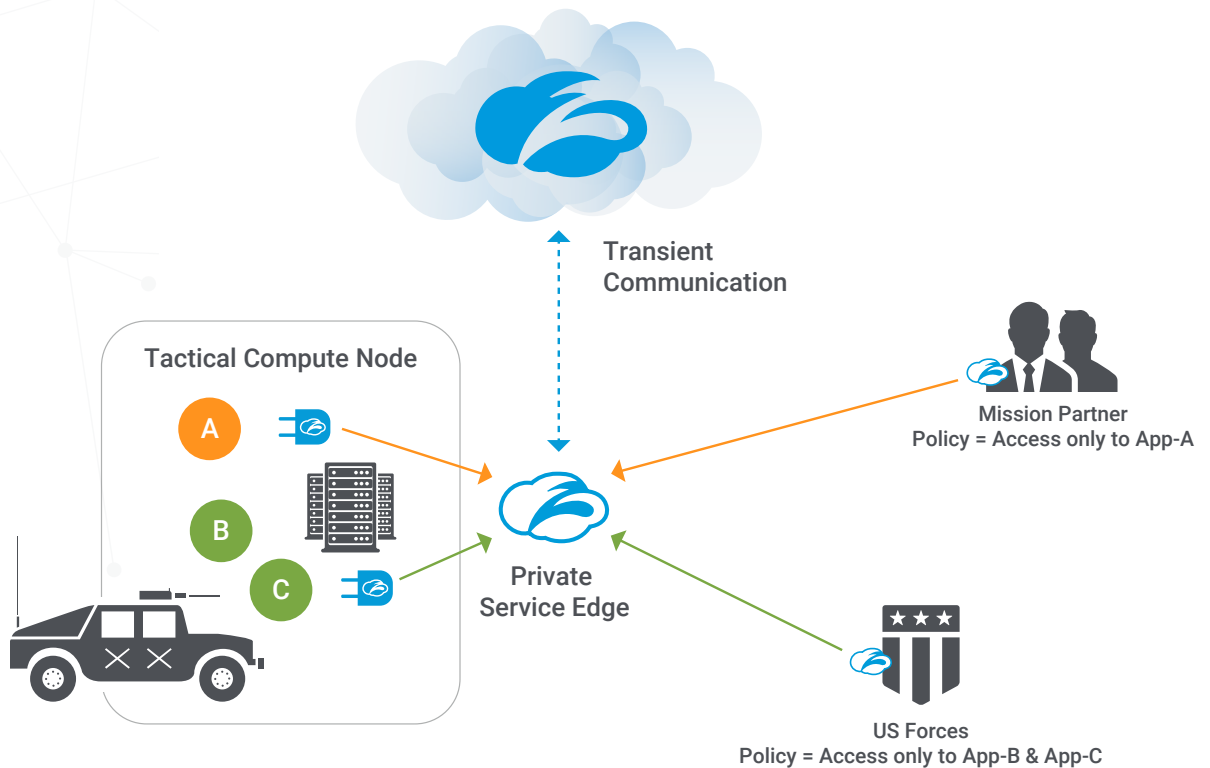 Transient
Communication
Tactical Compute Node
A
B
C
Private
Service Edge
Mission Partner
Policy = Access only to App-A
US Forces
Policy = Access only to App-B & App-C